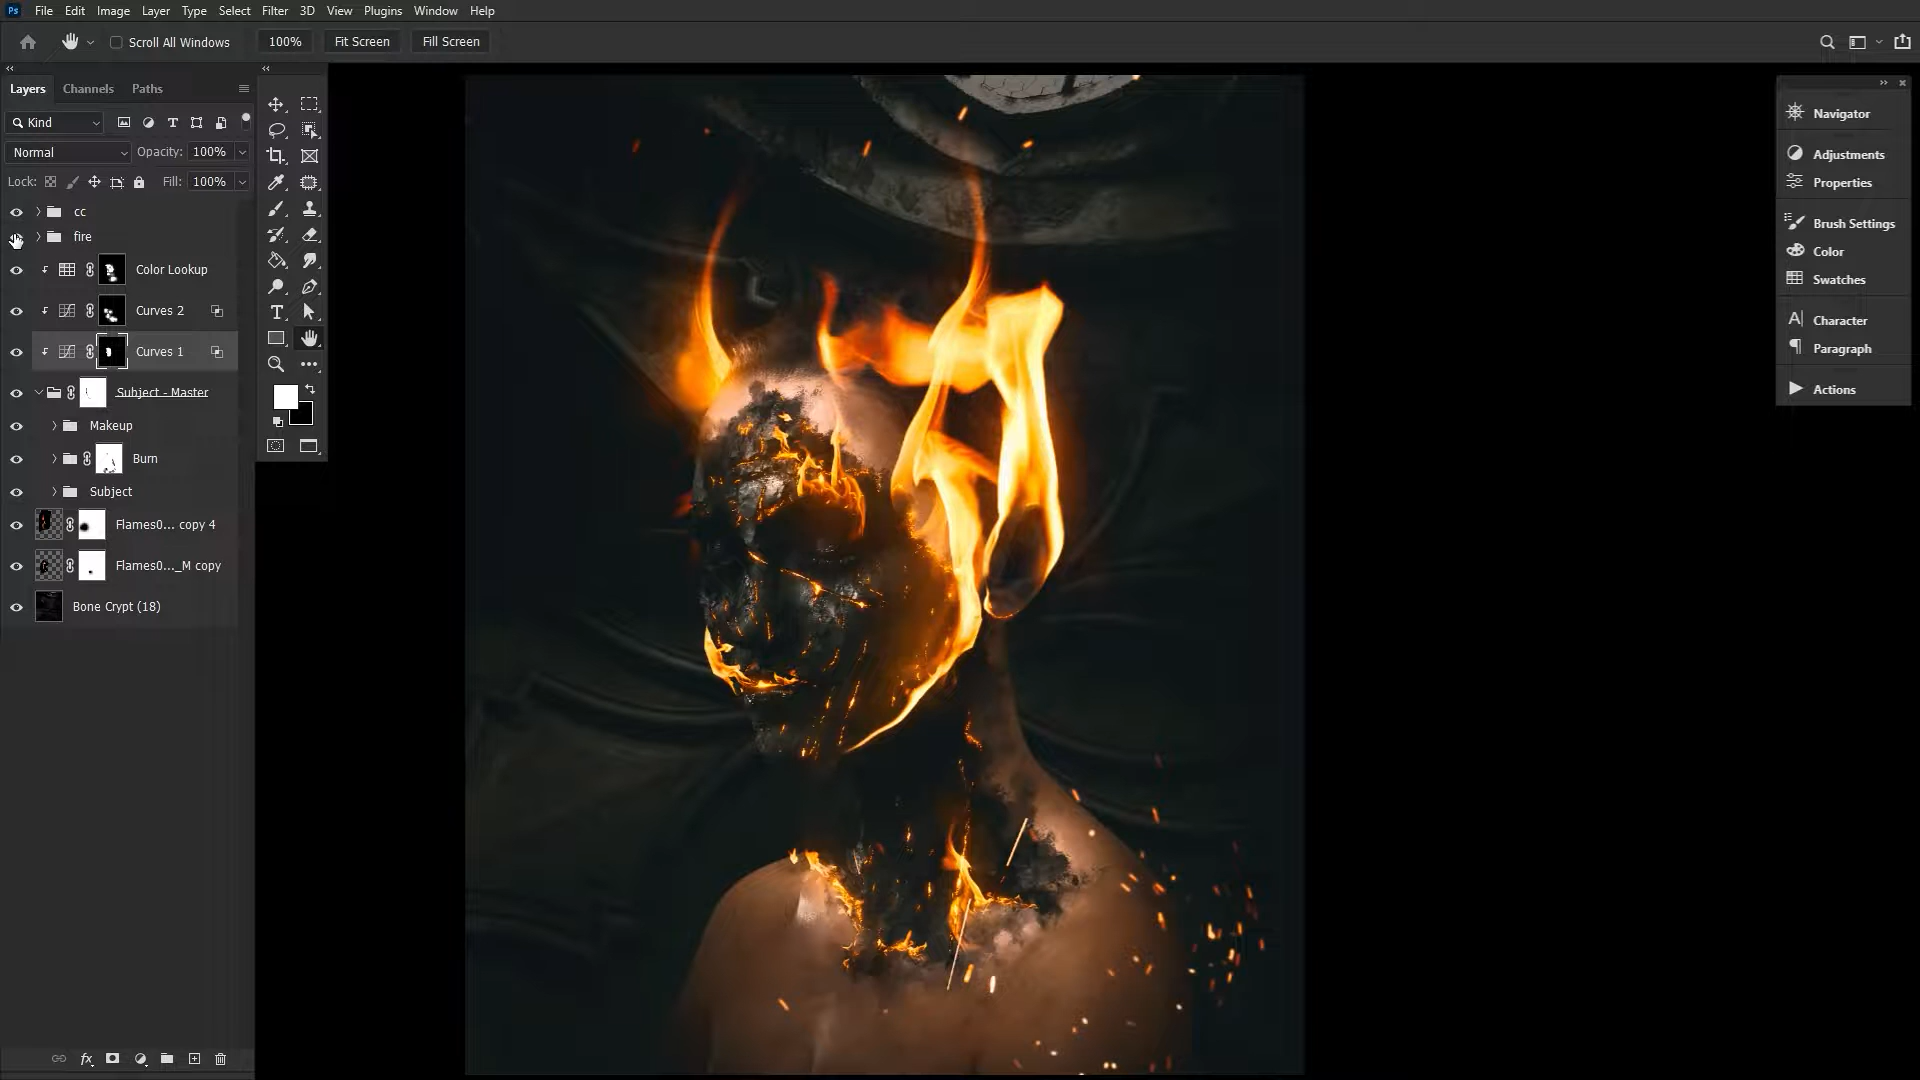 Ps File Edit Image Layer Type Select Filter 3D View Plugins Window Help
Scroll All Windows 100% Fit Screen Fill Screen
Layers Channels Paths
Kind
Normal Opacity: 100%
Lock: Fill: 100%
cc
fire
Color Lookup
Curves 2
Curves 1
Subject - Master
Makeup
Burn
Subject
Flames0... copy 4
Flames0..._M copy
Bone Crypt (18)
fx
Navigator
Adjustments
Properties
Brush Settings
Color
Swatches
Character
Paragraph
Actions